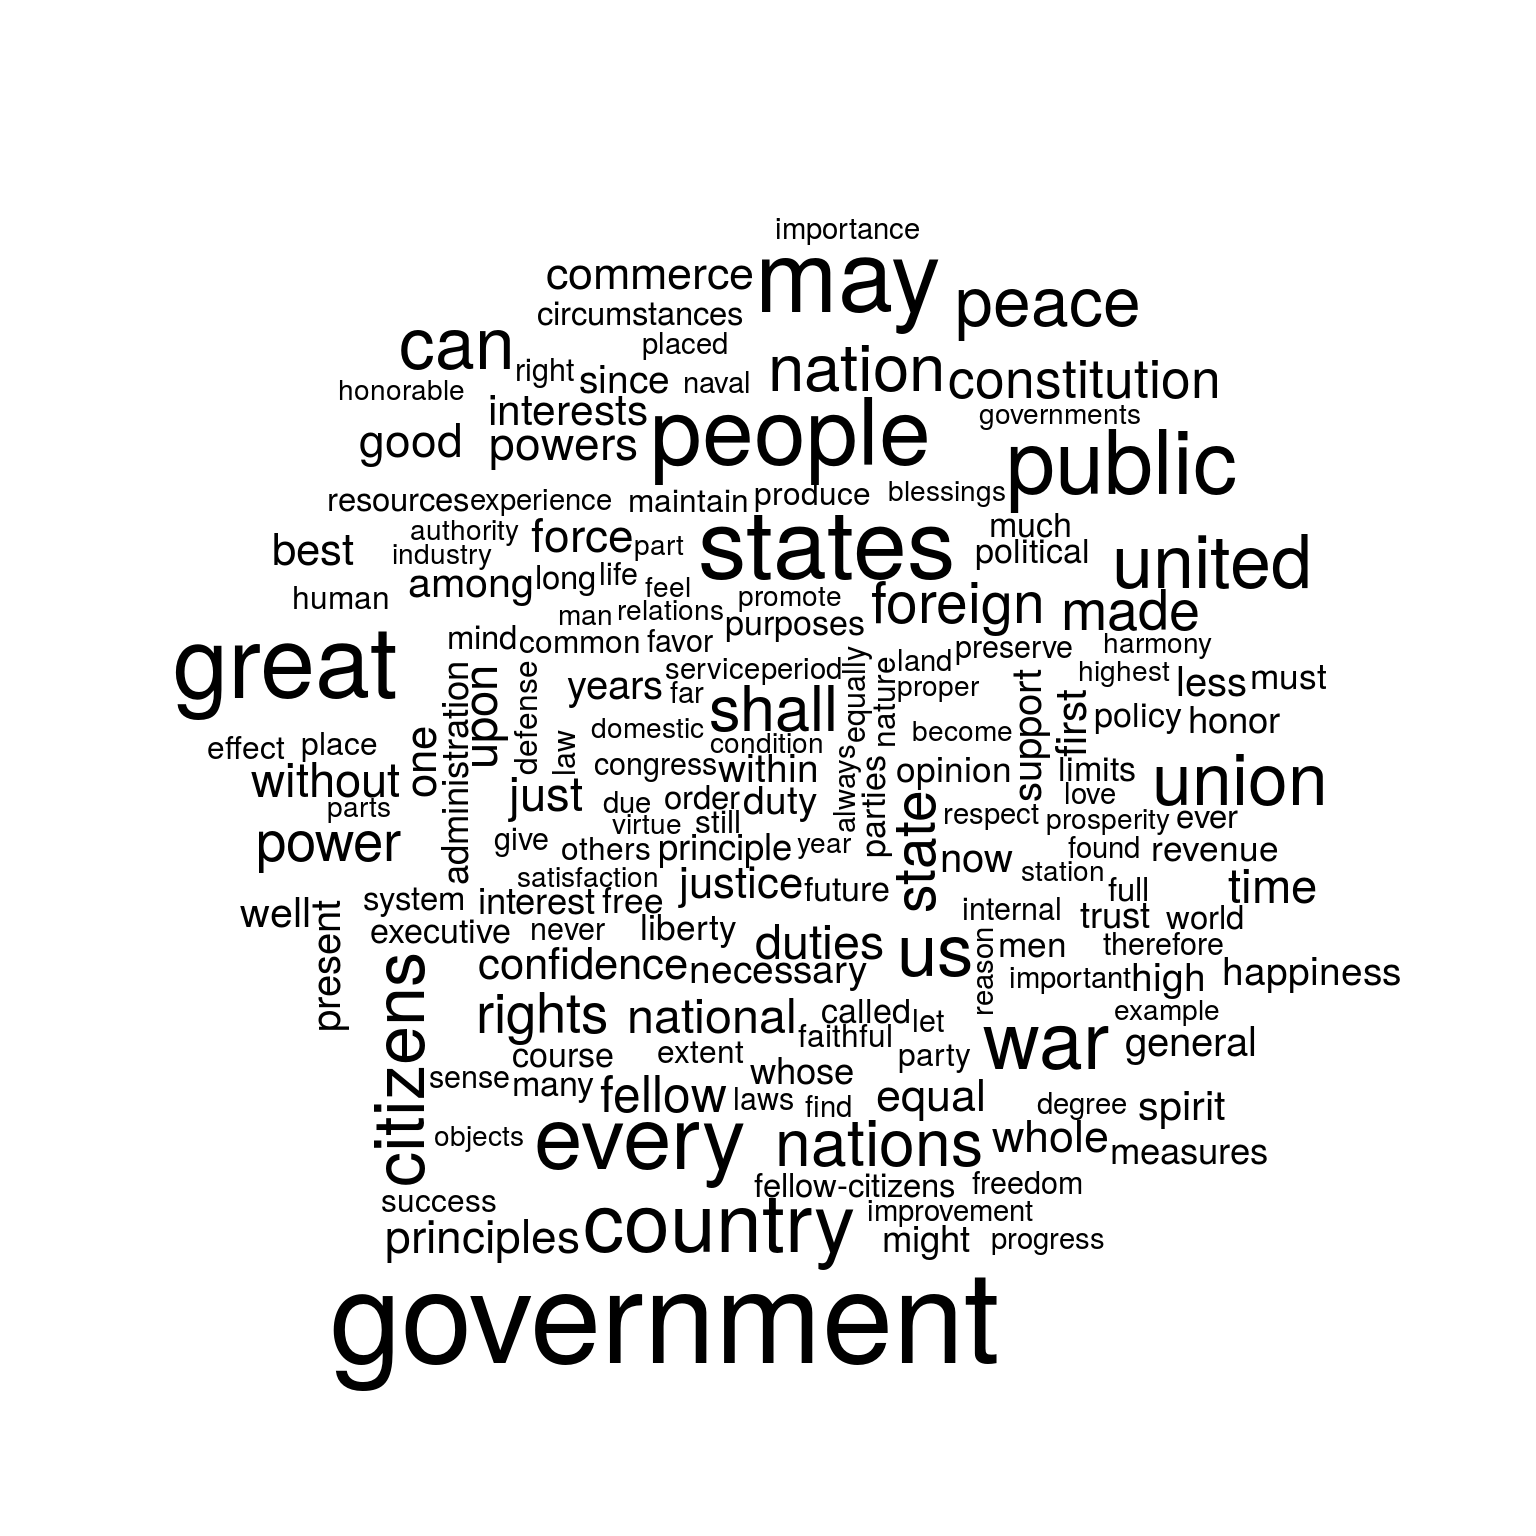 importance
commerce may peace
circumstances
can placed
right since naval nation constitution
honorable
interests people governments
good powers public
resources experience maintain produce blessings
authority force part states much
best industry political united
among long life feel
human promote foreign made
man relations purposes
great mind common favor preserve harmony
service period equally nature land highest less must
administration upon defense years far shall proper support first policy honor
effect place one law domestic condition become
without congress within always parties opinion limits union
just due order duty state love
parts virtue still respect prosperity ever
power give others principle year now found revenue
satisfaction justice future station full time
well present system interest free internal trust world
executive never liberty duties us reason men therefore
citizens confidence necessary important high happiness
rights national called let example
faithful war general
course extent party
sense many fellow whose
laws find equal degree spirit
objects every nations whole measures
fellow-citizens freedom
success improvement
principles country might progress
government